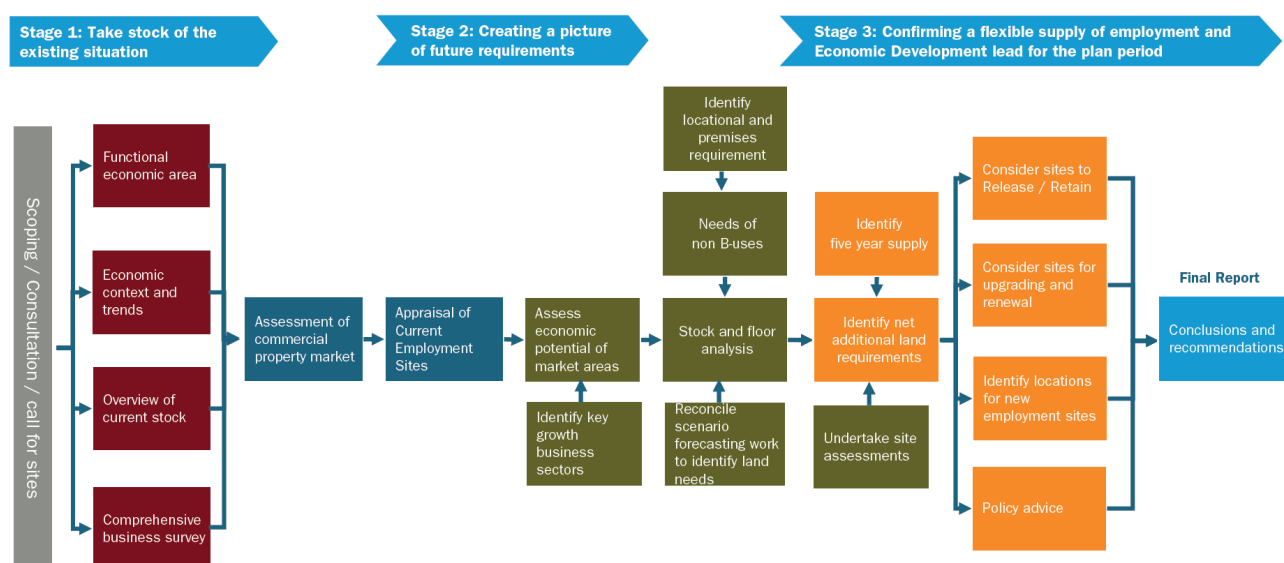 Stage 1: Take stock of the
existing situation
Stage 2: Creating a picture
of future requirements
Stage 3: Confirming a flexible supply of employment and
Economic Development lead for the plan period
Scoping / Consultation / call for sites
Functional
economic area
Economic
context and
trends
Overview of
current stock
Comprehensive
business survey
Assessment of
commercial
property market
Appraisal of
Current
Employment
Sites
Assess
economic
potential of
market areas
Identify key
growth
business
sectors
Identify
locational and
premises
requirement
Needs of
non B-uses
Stock and floor
analysis
Reconcile
scenario
forecasting work
to identify land
needs
Identify
five year supply
Identify net
additional land
requirements
Undertake site
assessments
Consider sites to
Release / Retain
Consider sites for
upgrading and
renewal
Identify locations
for new
employment sites
Policy advice
Final Report
Conclusions and
recommendations